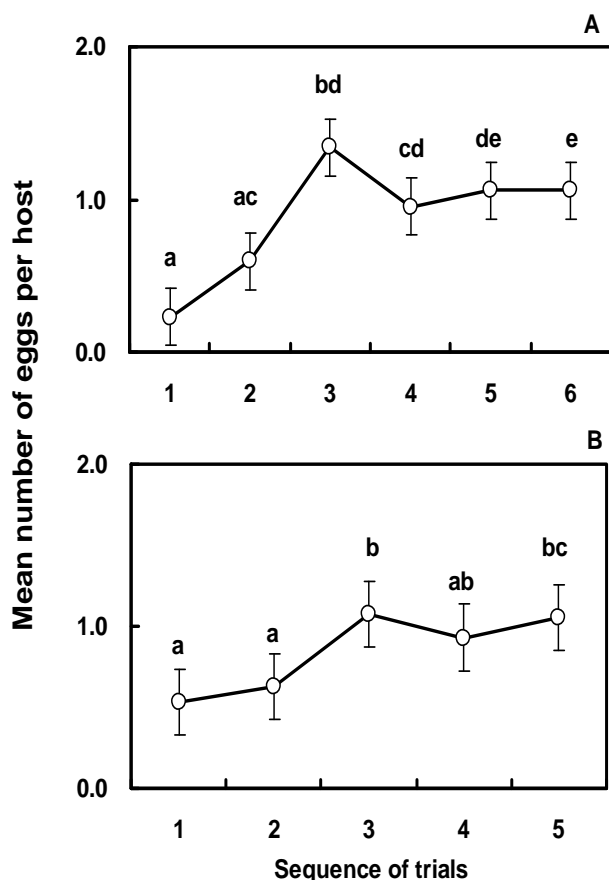 A
Mean number of eggs per host
2.0
bd
cd
de
e
ac
1.0
a
0.0
1 2 3 4 5 6
B
2.0
b
bc
ab
1.0
a
a
0.0
1 2 3 4 5
Sequence of trials